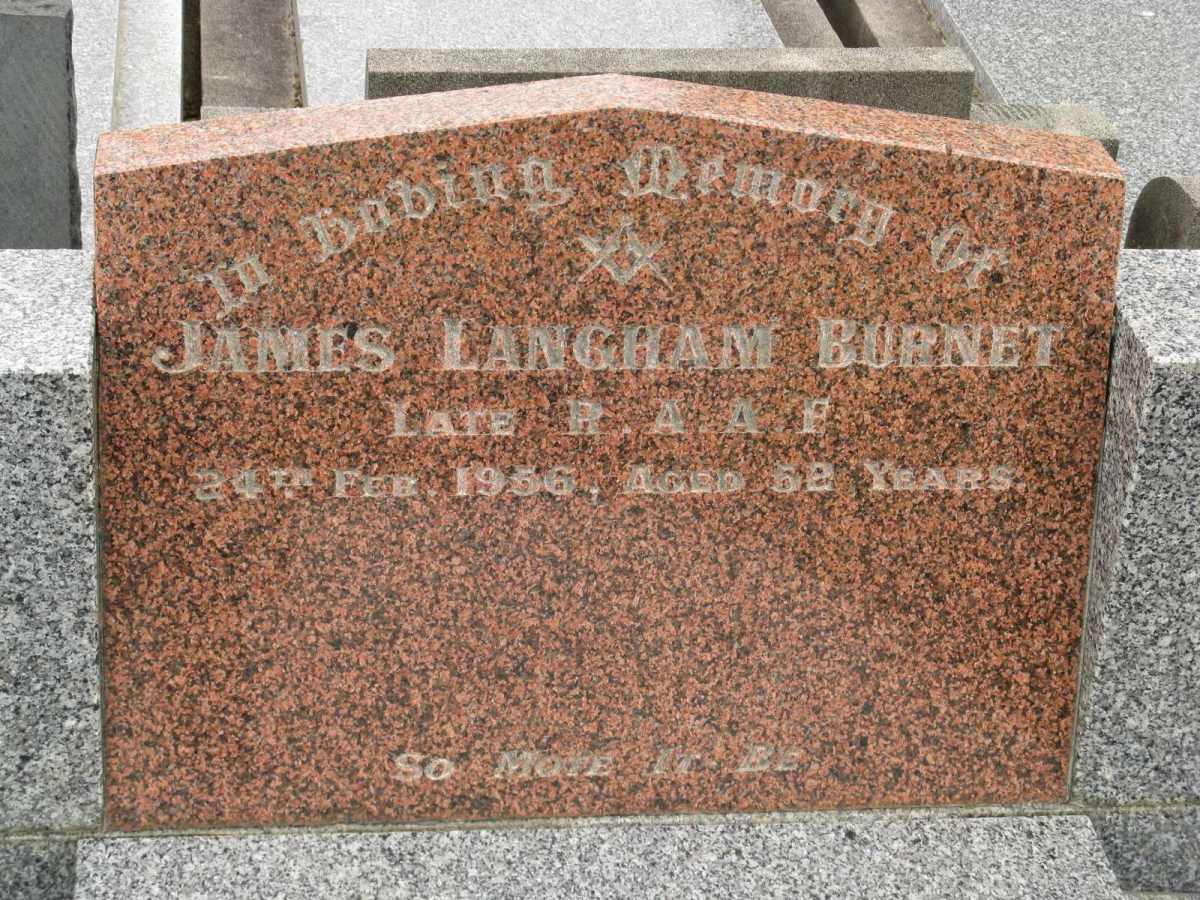 In Loving Memory Of
JAMES LANGHAM BURNET
LATE R.A.A.F
24TH FEB. 1956, AGED 52 YEARS.
SO MOTE IT BE